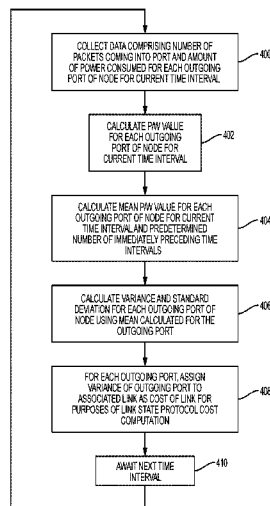 COLLECT DATA COMPRISING NUMBER OF
PACKETS COMING INTO PORT AND AMOUNT
OF POWER CONSUMED FOR EACH OUTGOING
PORT OF NODE FOR CURRENT TIME INTERVAL
400
CALCULATE P/W VALUE
FOR EACH OUTGOING
PORT OF NODE FOR
CURRENT TIME INTERVAL
402
CALCULATE MEAN P/W VALUE FOR EACH
OUTGOING PORT OF NODE FOR CURRENT
TIME INTERVAL AND PREDETERMINED
NUMBER OF IMMEDIATELY PRECEDING TIME
INTERVALS
404
CALCULATE VARIANCE AND STANDARD
DEVIATION FOR EACH OUTGOING PORT OF
NODE USING MEAN CALCULATED FOR THE
OUTGOING PORT
406
FOR EACH OUTGOING PORT, ASSIGN
VARIANCE OF OUTGOING PORT TO
ASSOCIATED LINK AS COST OF LINK FOR
PURPOSES OF LINK STATE PROTOCOL COST
COMPUTATION
408
AWAIT NEXT TIME
INTERVAL
410